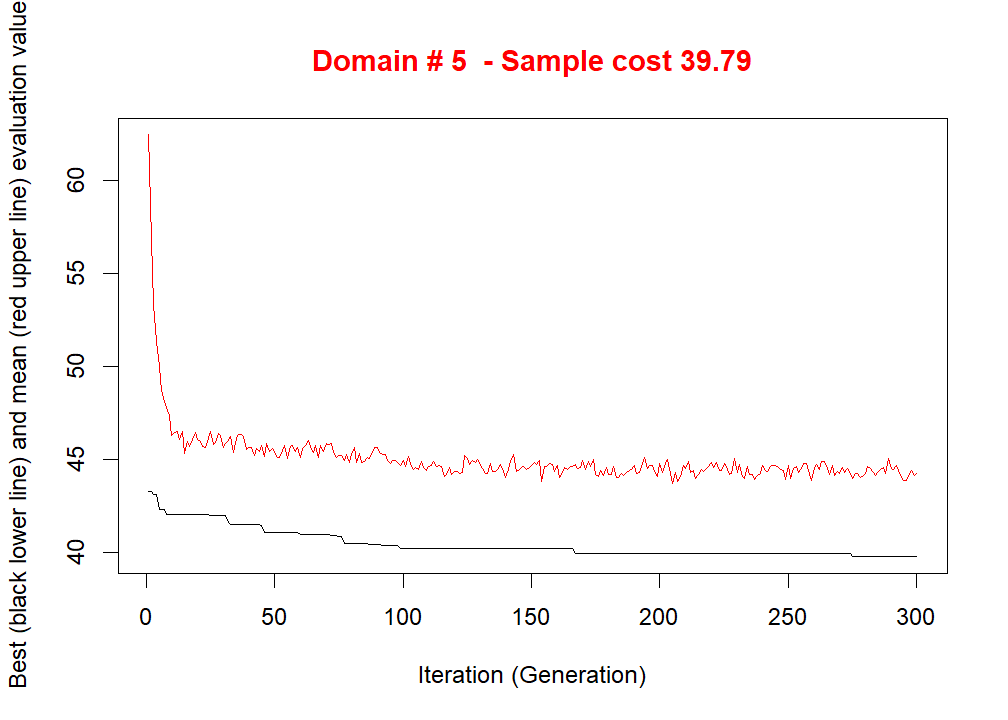 Domain # 5  - Sample cost 39.79
Best (black lower line) and mean (red upper line) evaluation value
60
55
50
45
40
0 50 100 150 200 250 300
Iteration (Generation)